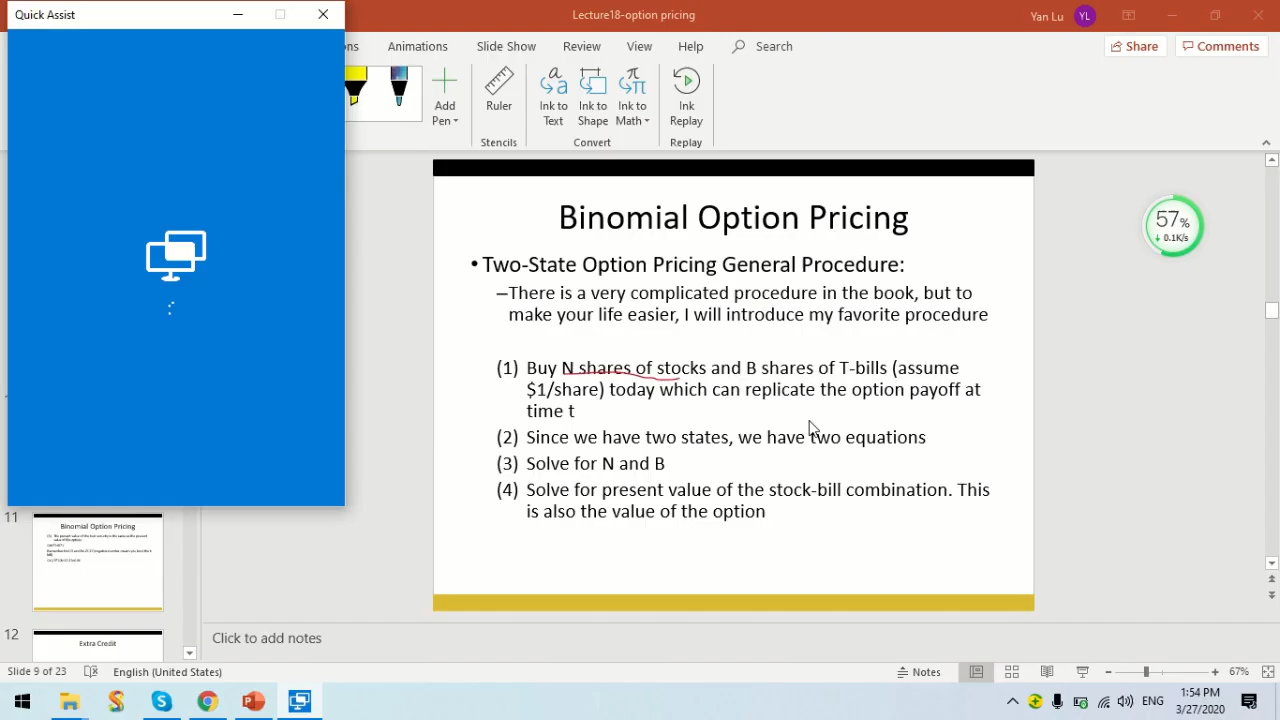 Quick Assist
Lecture18-option pricing
Yan Lu
YL
ons
Animations
Slide Show
Review
View
Help
Search
Share
Comments
Add
Pen
Ruler
Ink to
Text
Ink to
Shape
Ink to
Math
Ink
Replay
Stencils
Convert
Replay
57%
0.1K/s
Binomial Option Pricing
• Two-State Option Pricing General Procedure:
–There is a very complicated procedure in the book, but to
make your life easier, I will introduce my favorite procedure
(1) Buy N shares of stocks and B shares of T-bills (assume
$1/share) today which can replicate the option payoff at
time t
(2) Since we have two states, we have two equations
(3) Solve for N and B
(4) Solve for present value of the stock-bill combination. This
is also the value of the option
11
Binomial Option Pricing
12
Extra Credit
Click to add notes
Slide 9 of 23
English (United States)
Notes
67%
ENG
1:54 PM
3/27/2020